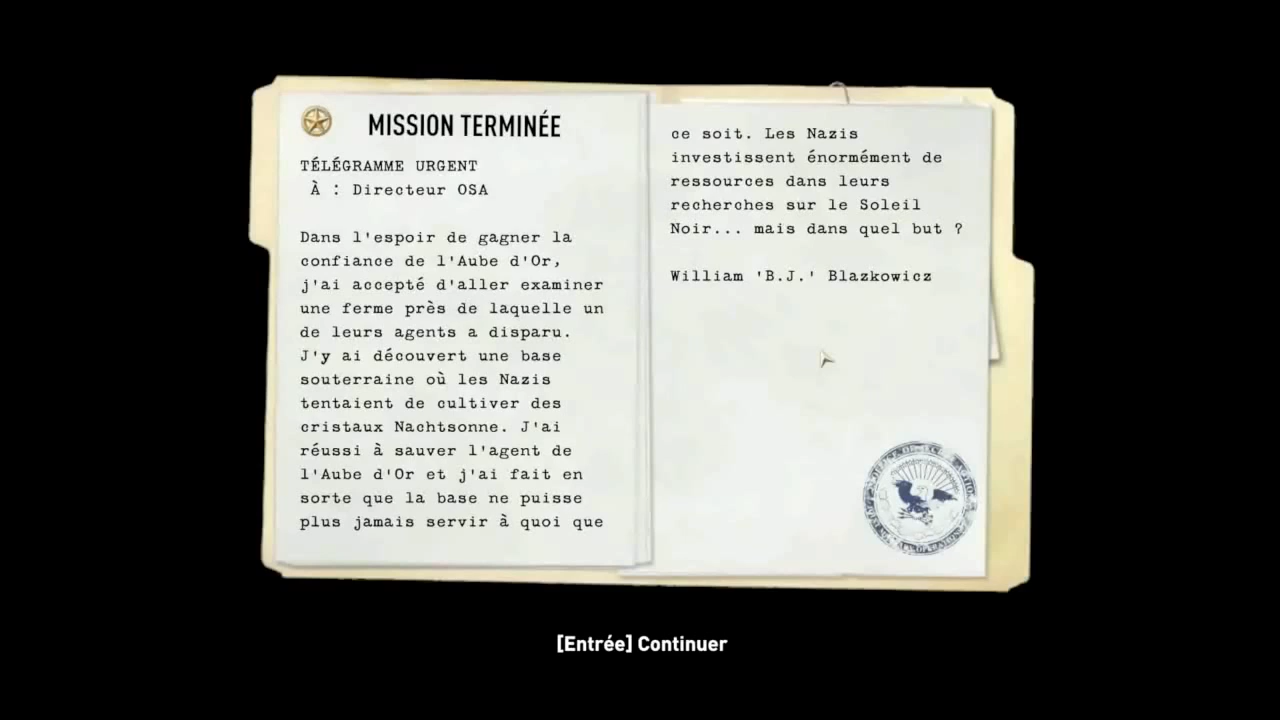 MISSION TERMINÉE
TÉLÉGRAMME URGENT
À : Directeur OSA
Dans l'espoir de gagner la
confiance de l'Aube d'Or,
j'ai accepté d'aller examiner
une ferme près de laquelle un
de leurs agents a disparu.
J'y ai découvert une base
souterraine où les Nazis
tentaient de cultiver des
cristaux Nachtsonne. J'ai
réussi à sauver l'agent de
l'Aube d'Or et j'ai fait en
sorte que la base ne puisse
plus jamais servir à quoi que
ce soit. Les Nazis
investissent énormément de
ressources dans leurs
recherches sur le Soleil
Noir... mais dans quel but ?
William 'B.J.' Blazkowicz
[Entrée] Continuer